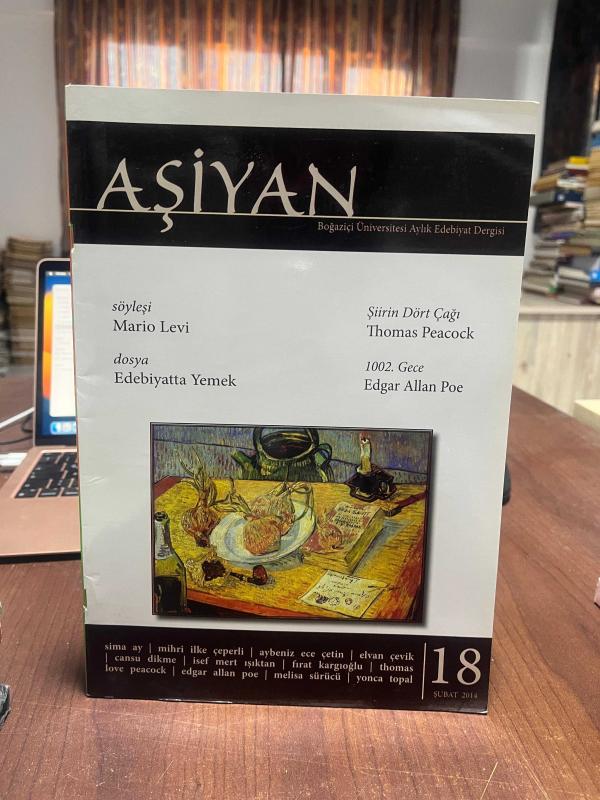 AŞİYAN
Boğaziçi Üniversitesi Aylık Edebiyat Dergisi
söyleşi
Mario Levi
dosya
Edebiyatta Yemek
Şiirin Dört Çağı
Thomas Peacock
1002. Gece
Edgar Allan Poe
sima ay | mihri ilke çeperli | aybeniz ece çetin | elvan çevik
| cansu dikme | isef mert ışıktan | fırat kargıoğlu | thomas
love peacock | edgar allan poe | melisa sürücü | yonca topal
18
ŞUBAT 2014